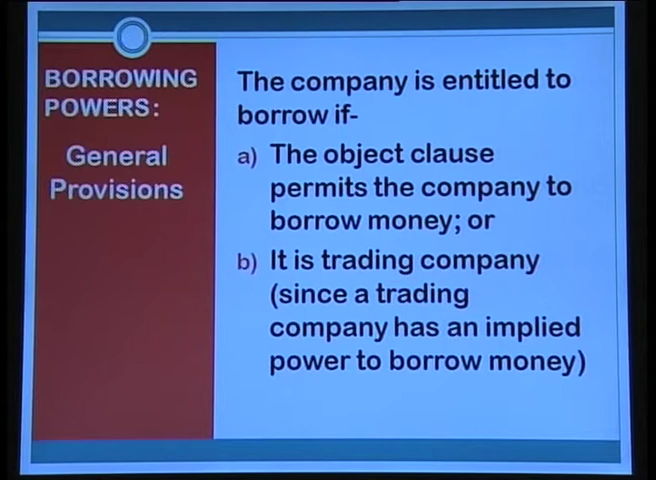 BORROWING
POWERS:
General
Provisions
The company is entitled to
borrow if-
a) The object clause
permits the company to
borrow money; or
b) It is trading company
(since a trading
company has an implied
power to borrow money)